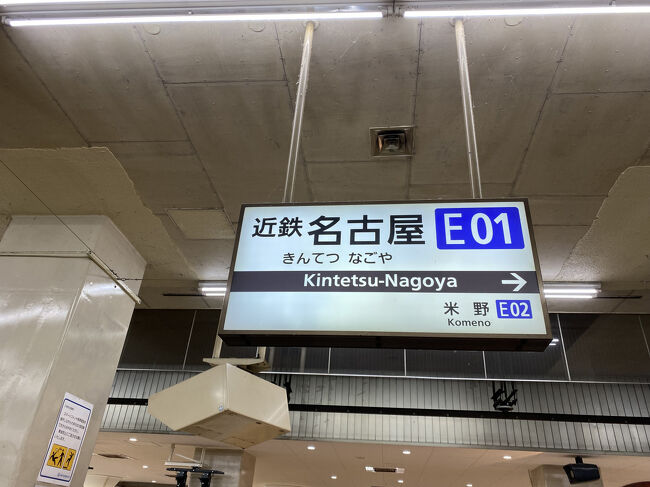 近鉄 名古屋 E01
きんてつ なごや
Kintetsu-Nagoya →
米野 E02
Komeno